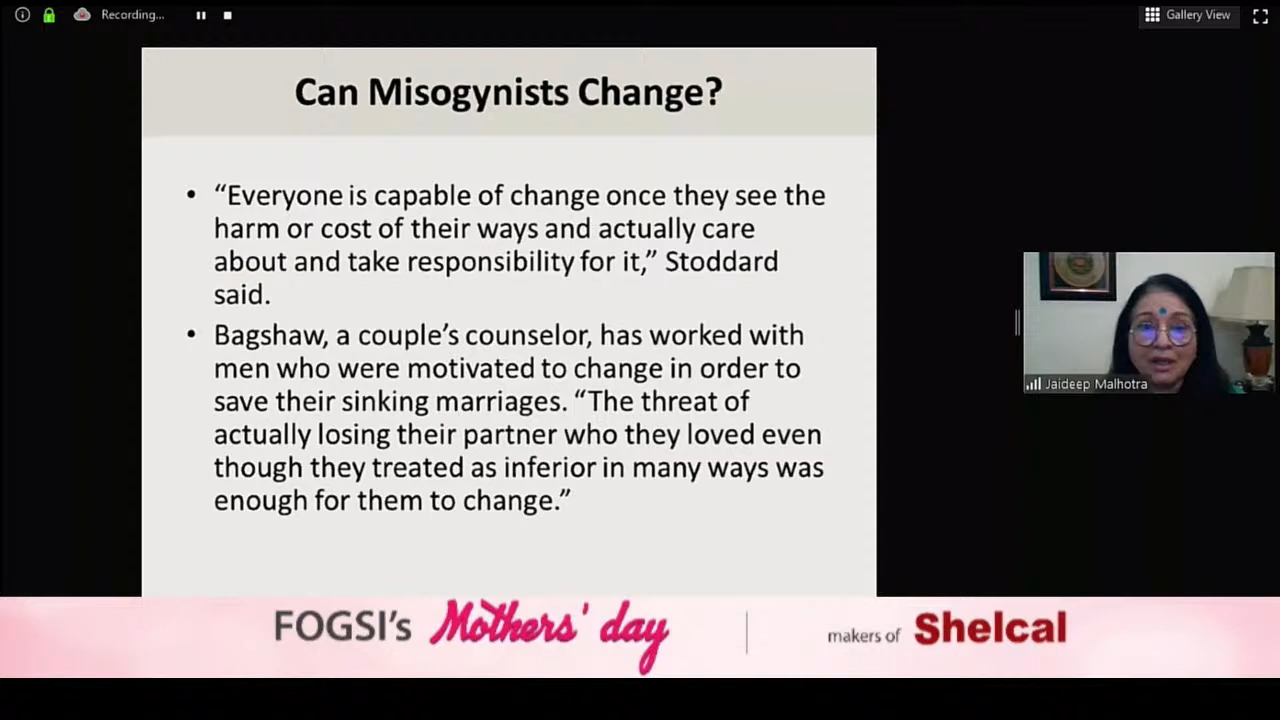 Recording...
Gallery View
Can Misogynists Change?
• “Everyone is capable of change once they see the
harm or cost of their ways and actually care
about and take responsibility for it,” Stoddard
said.
• Bagshaw, a couple’s counselor, has worked with
men who were motivated to change in order to
save their sinking marriages. “The threat of
actually losing their partner who they loved even
though they treated as inferior in many ways was
enough for them to change.”
Jaideep Malhotra
FOGSI’s Mothers’ day
makers of Shelcal